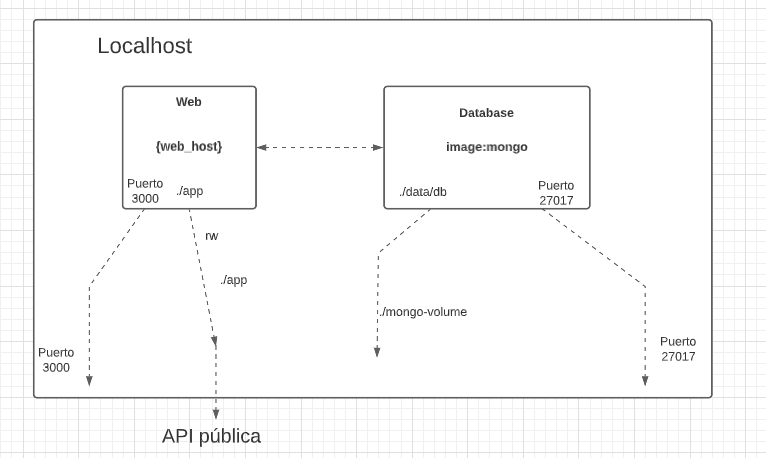 Localhost
Web
{web_host}
Puerto
3000
./app
Database
image:mongo
./data/db
Puerto
27017
rw
./app
./mongo-volume
Puerto
3000
Puerto
27017
API pública